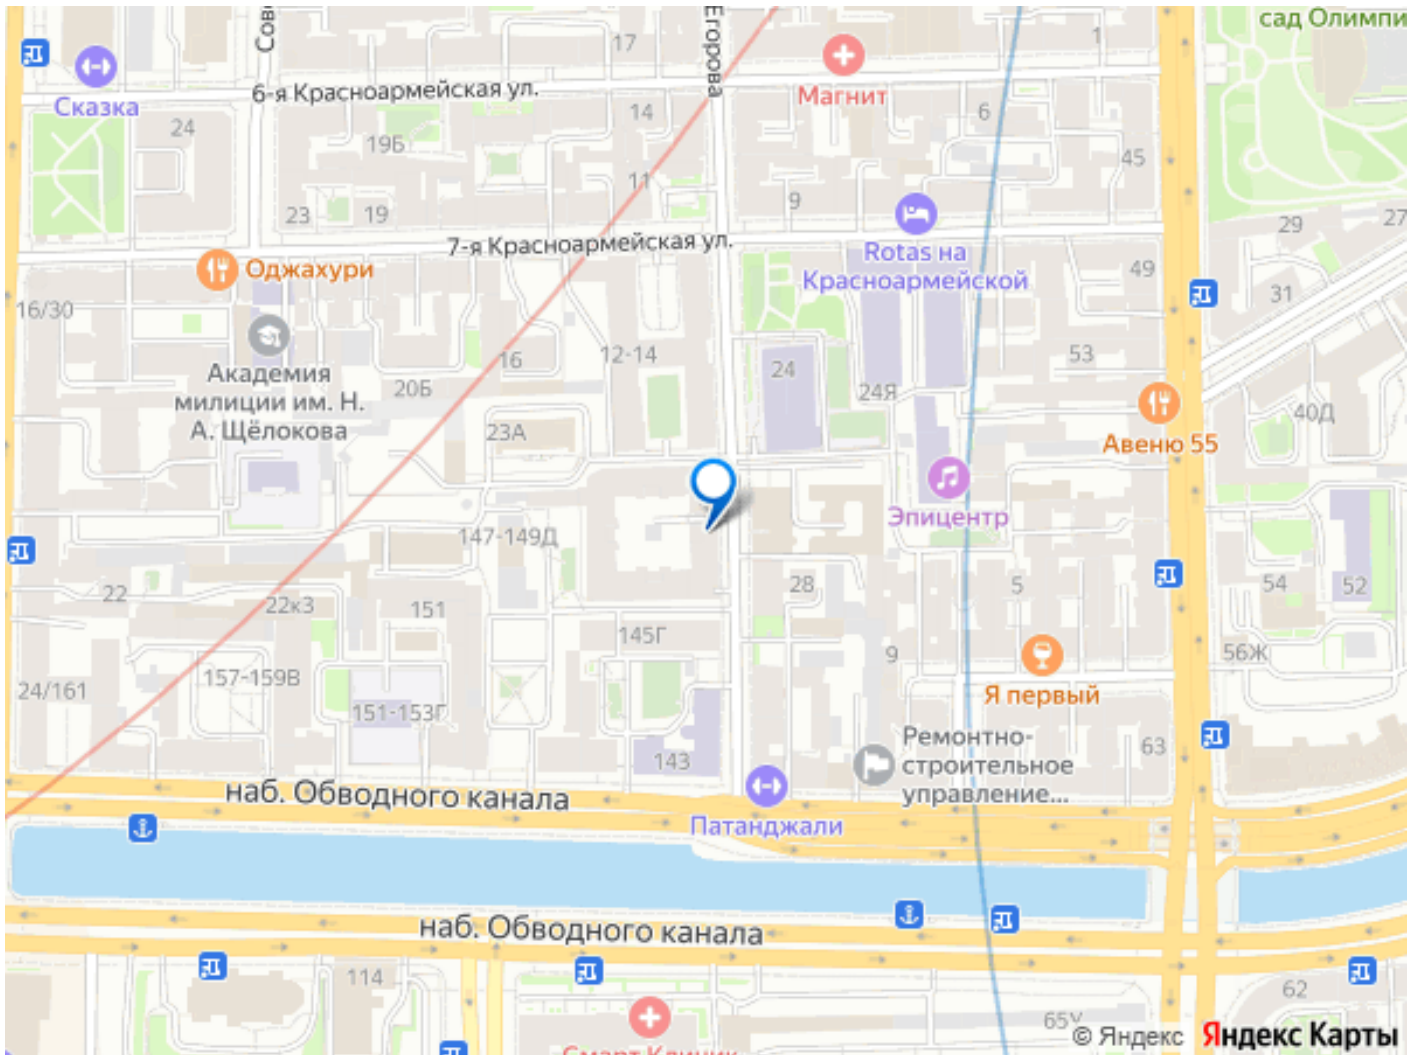 сад Олимпи
Сов
Егорова
17
1
Сказка
6-я Красноармейская ул.
Магнит
24
14
6
19Б
45
11
23
19
9
29
27
7-я Красноармейская ул.
Rotas на
Красноармейской
Оджахури
49
31
16/30
12-14
53
16
24
Академия
милиции им. Н.
А. Щёлокова
20Б
24Я
40Д
23А
Авеню 55
Эпицентр
147-149Д
22
22к3
151
28
5
54
52
145Г
9
56Ж
157-159В
24/161
Я первый
151-153Г
143
63
Ремонтно-
строительное
управление...
наб. Обводного канала
Патанджали
наб. Обводного канала
114
62
65У
Смарт Клиник
© Яндекс Яндекс Карты